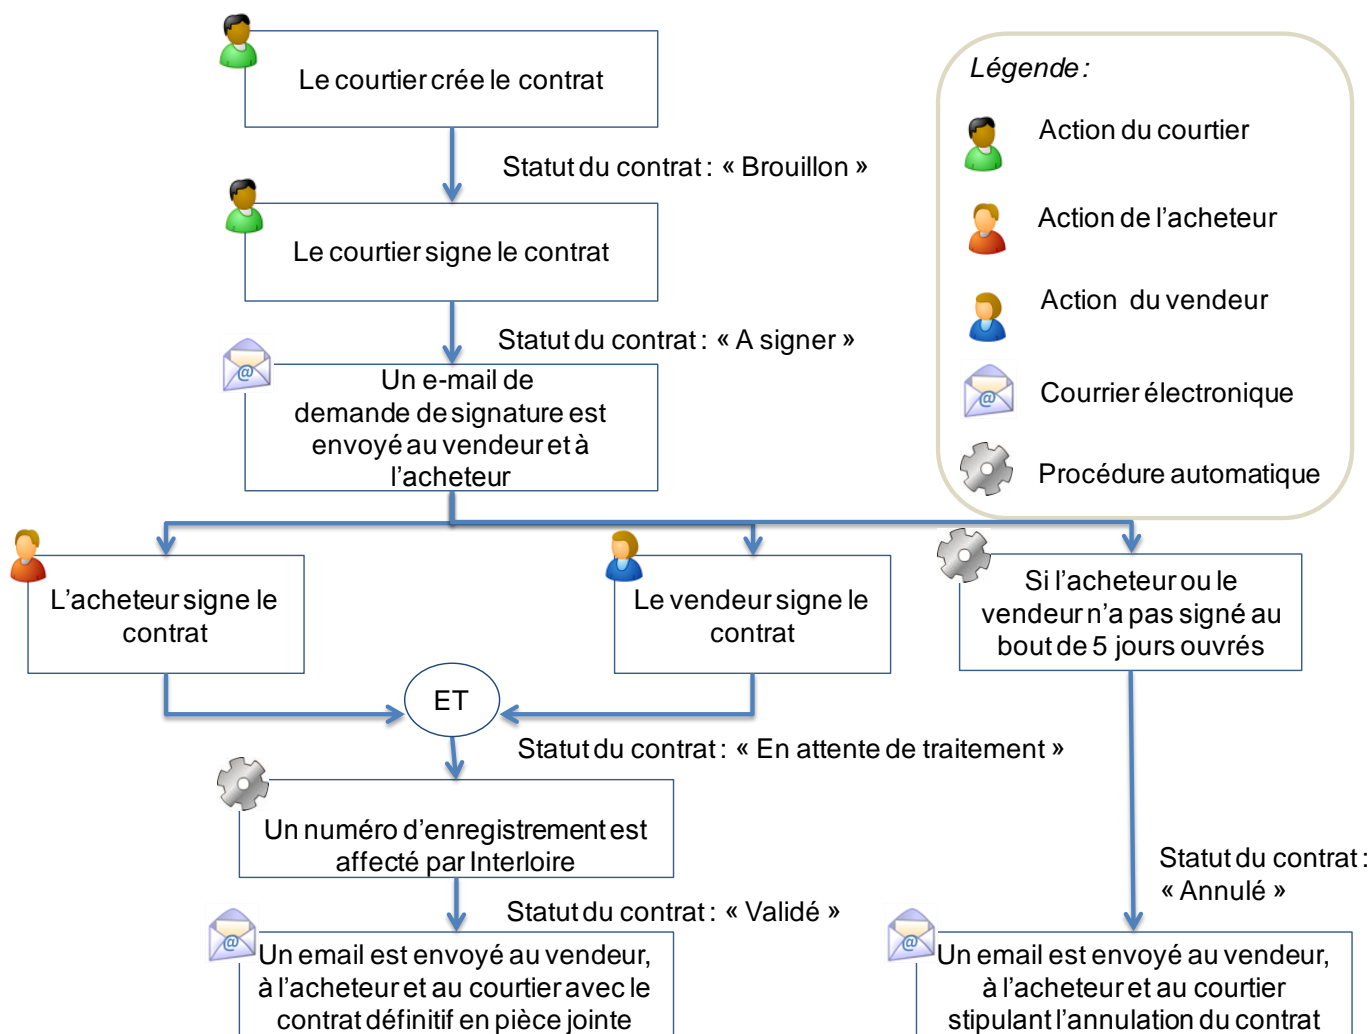 Le courtier crée le contrat
Statut du contrat : « Brouillon »
Le courtier signe le contrat
Statut du contrat : « A signer »
Un e-mail de
demande de signature est
envoyé au vendeur et à
l’acheteur
L’acheteur signe le
contrat
Le vendeur signe le
contrat
Si l’acheteur ou le
vendeur n’a pas signé au
bout de 5 jours ouvrés
ET
Statut du contrat : « En attente de traitement »
Un numéro d’enregistrement est
affecté par Interloire
Statut du contrat : « Validé »
Un email est envoyé au vendeur,
à l’acheteur et au courtier avec le
contrat définitif en pièce jointe
Statut du contrat :
« Annulé »
Un email est envoyé au vendeur,
à l’acheteur et au courtier
stipulant l’annulation du contrat
Légende :
Action du courtier
Action de l’acheteur
Action du vendeur
Courrier électronique
Procédure automatique